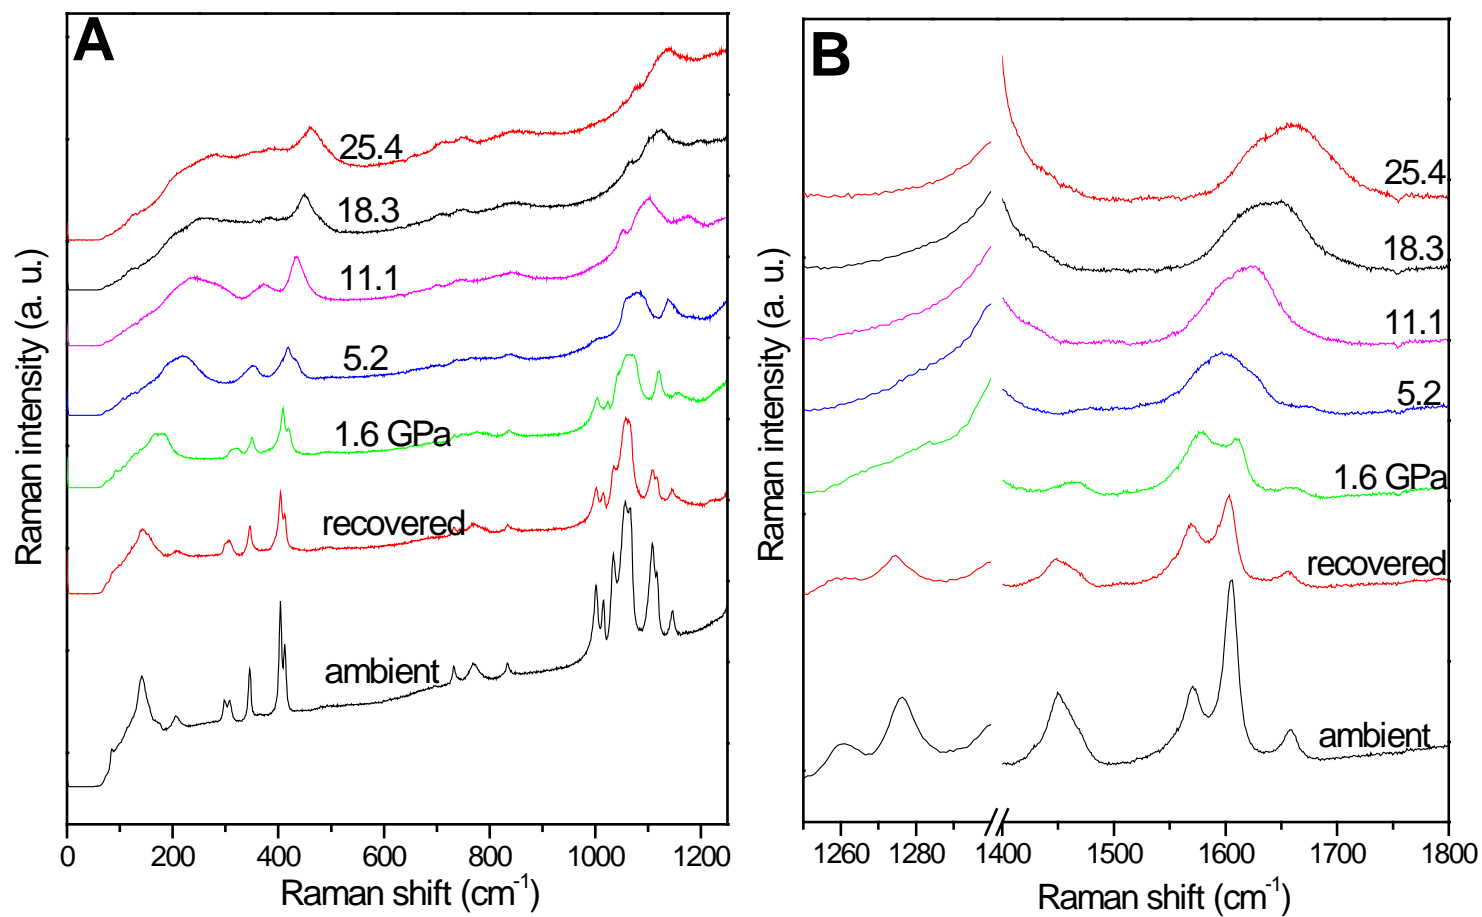 A
25.4
18.3
11.1
5.2
1.6 GPa
recovered
ambient
Raman intensity (a. u.)
0 200 400 600 800 1000 1200
Raman shift (cm-1)
B
25.4
18.3
11.1
5.2
1.6 GPa
recovered
ambient
Raman intensity (a. u.)
1260 1280 1400 1500 1600 1700 1800
Raman shift (cm-1)